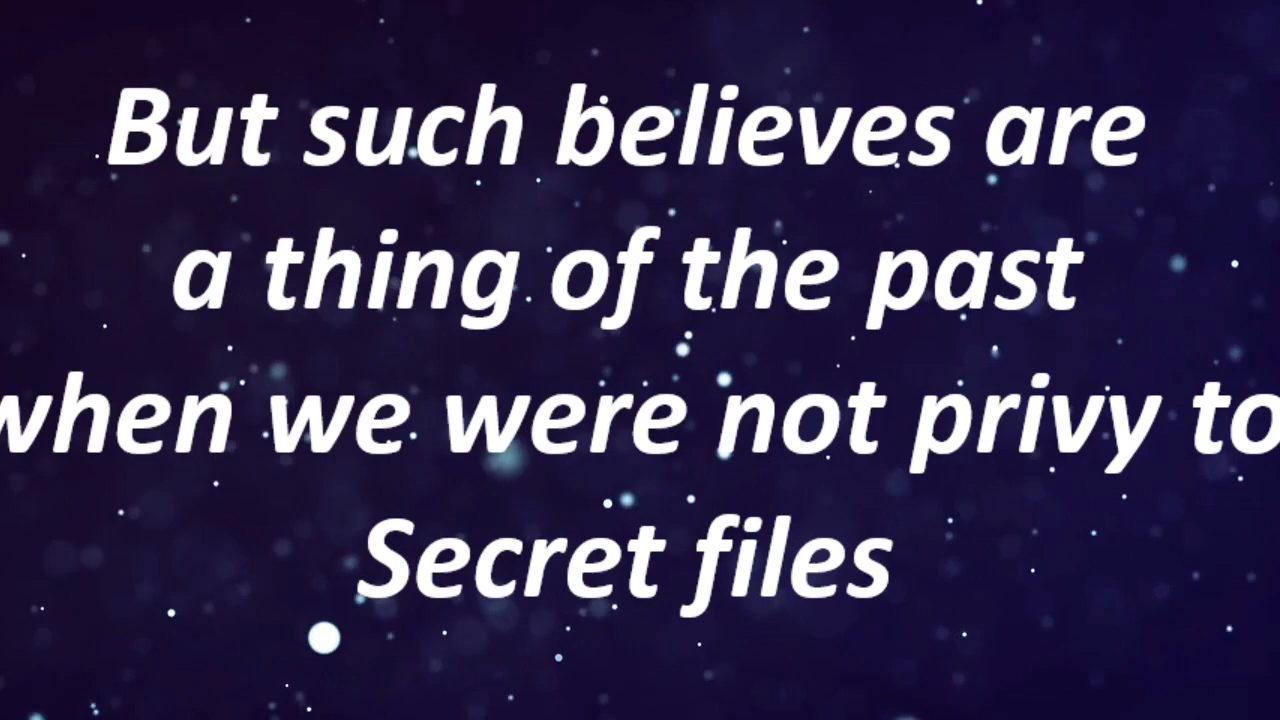 But such believes are
a thing of the past
when we were not privy to
Secret files